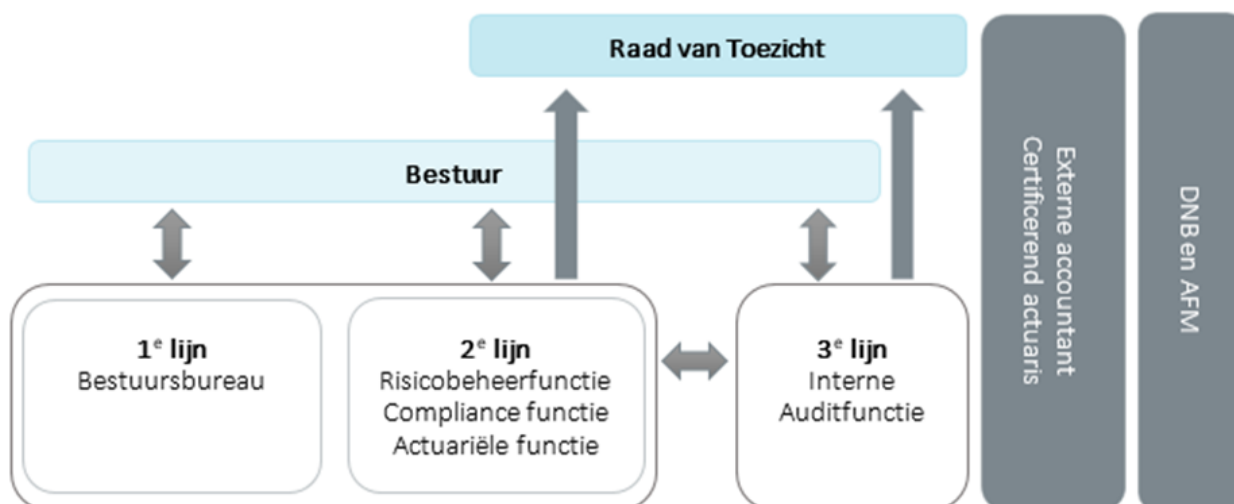 Raad van Toezicht
Bestuur
1e lijn
Bestuursbureau
2e lijn
Risicobeheerfunctie
Compliance functie
Actuariële functie
3e lijn
Interne
Auditfunctie
Externe accountant
Certificerend actuaris
DNB en AFM